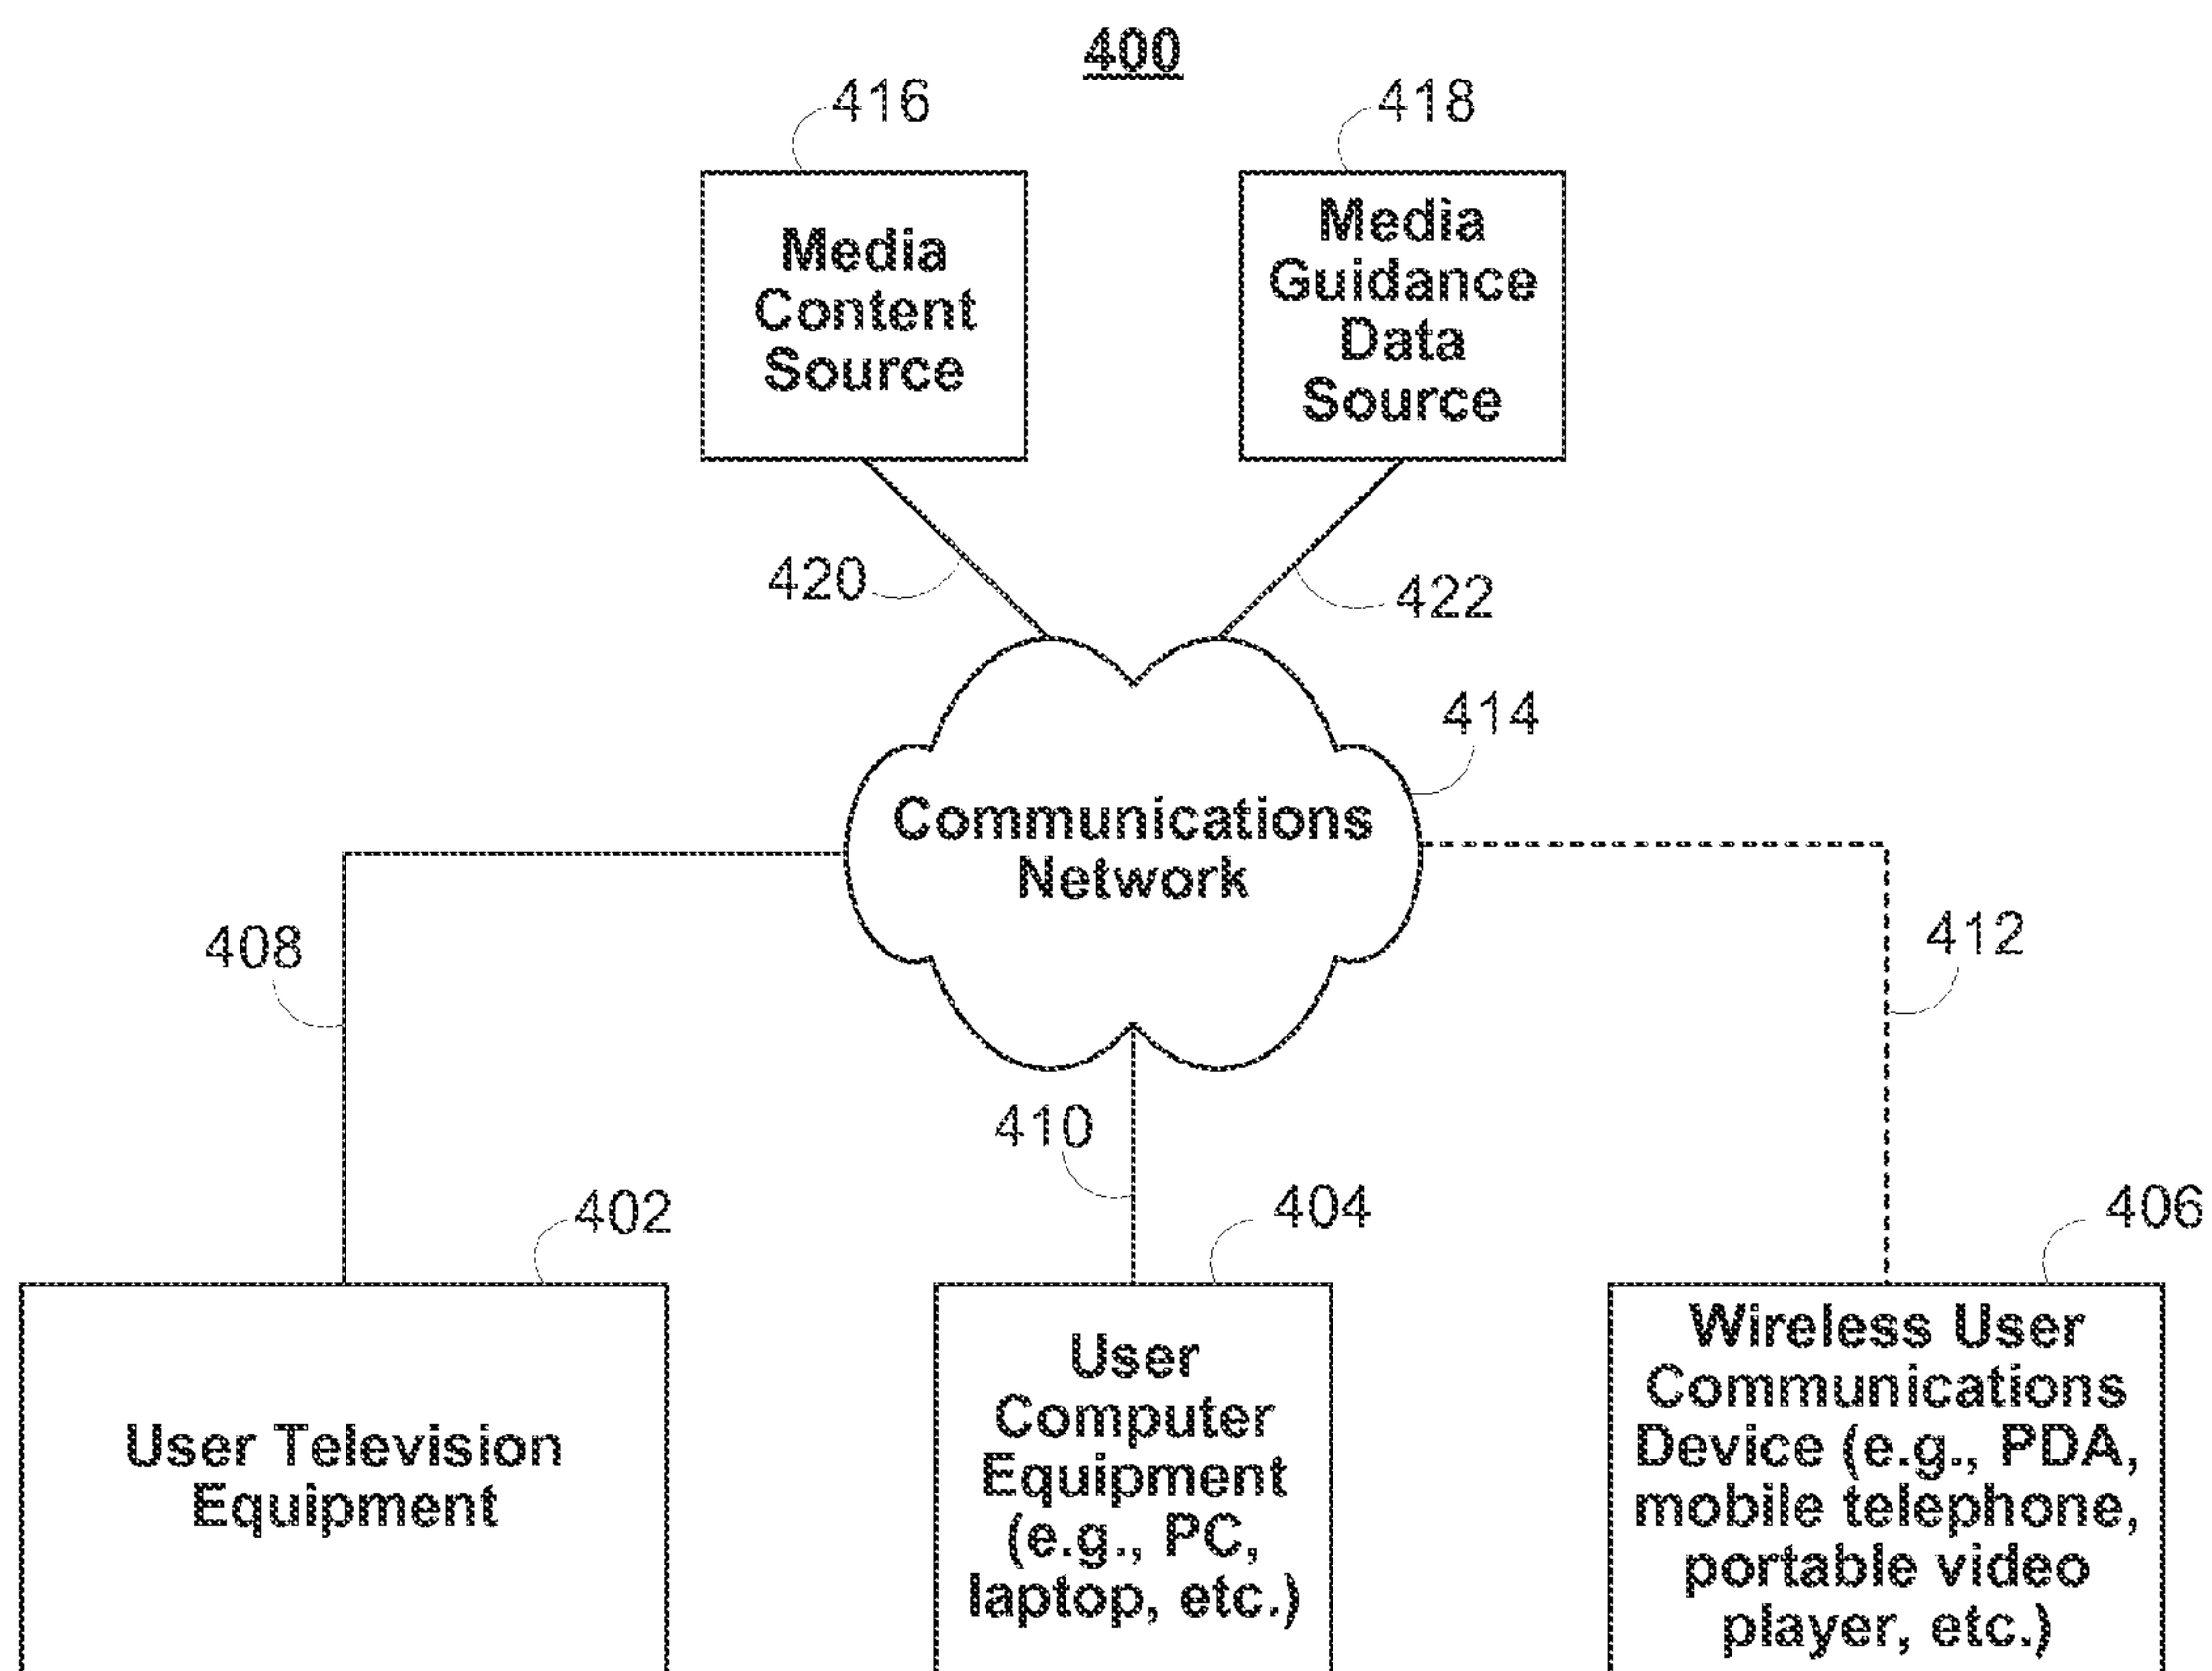 400
416
418
Media
Content
Source
Media
Guidance
Data
Source
420
422
414
Communications
Network
408
412
410
402
404
406
User Television
Equipment
User
Computer
Equipment
(e.g., PC,
laptop, etc.)
Wireless User
Communications
Device (e.g., PDA,
mobile telephone,
portable video
player, etc.)